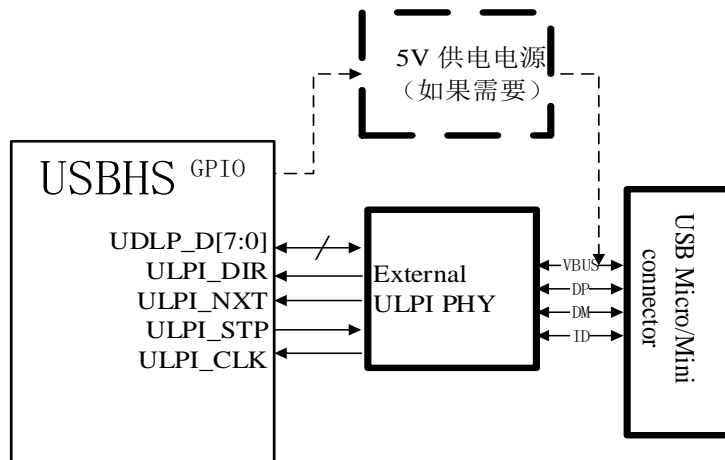 5V 供电电源
（如果需要）
USBHS GPIO
UDLP_D[7:0]
ULPI_DIR
ULPI_NXT
ULPI_STP
ULPI_CLK
External
ULPI PHY
VBUS
DP
DM
ID
USB Micro/Mini
connector